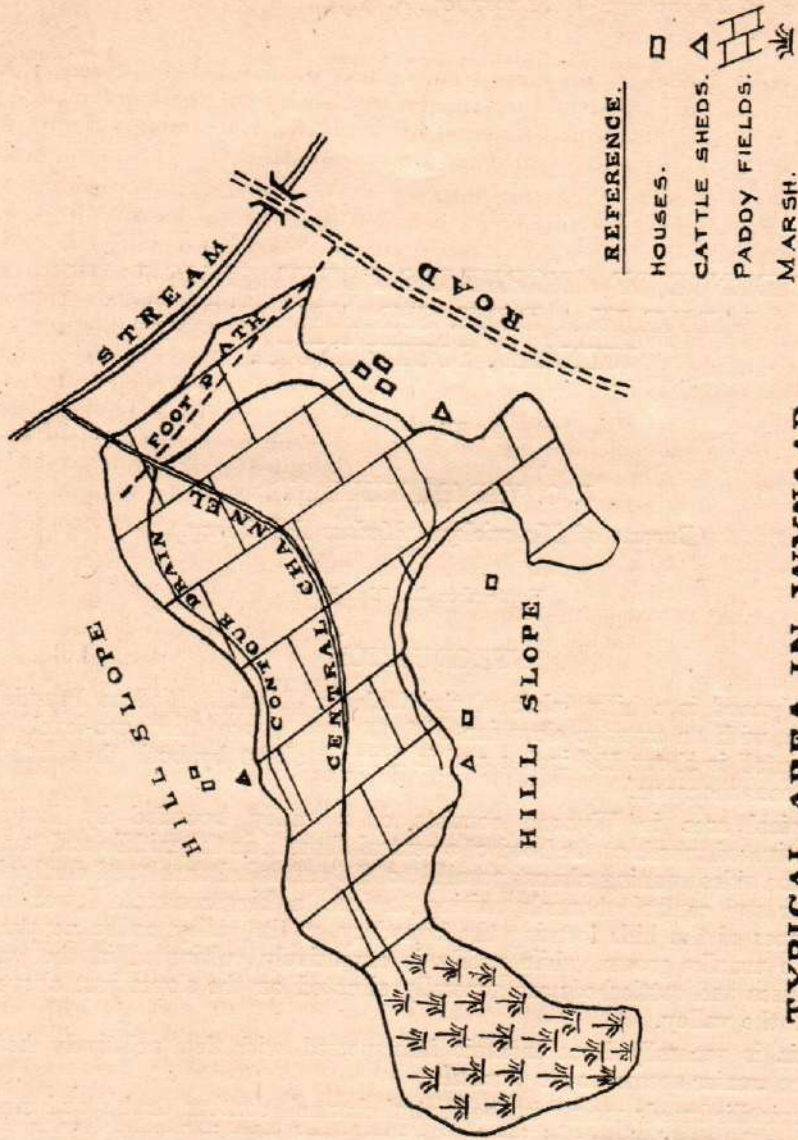 STREAM
ROAD
FOOT PATH
HILL SLOPE
CONTOUR DRAIN
CENTRAL CHANNEL
HILL SLOPE
REFERENCE.
HOUSES.
CATTLE SHEDS.
PADDY FIELDS.
MARSH.
TYPICAL AREA IN WYNAAD